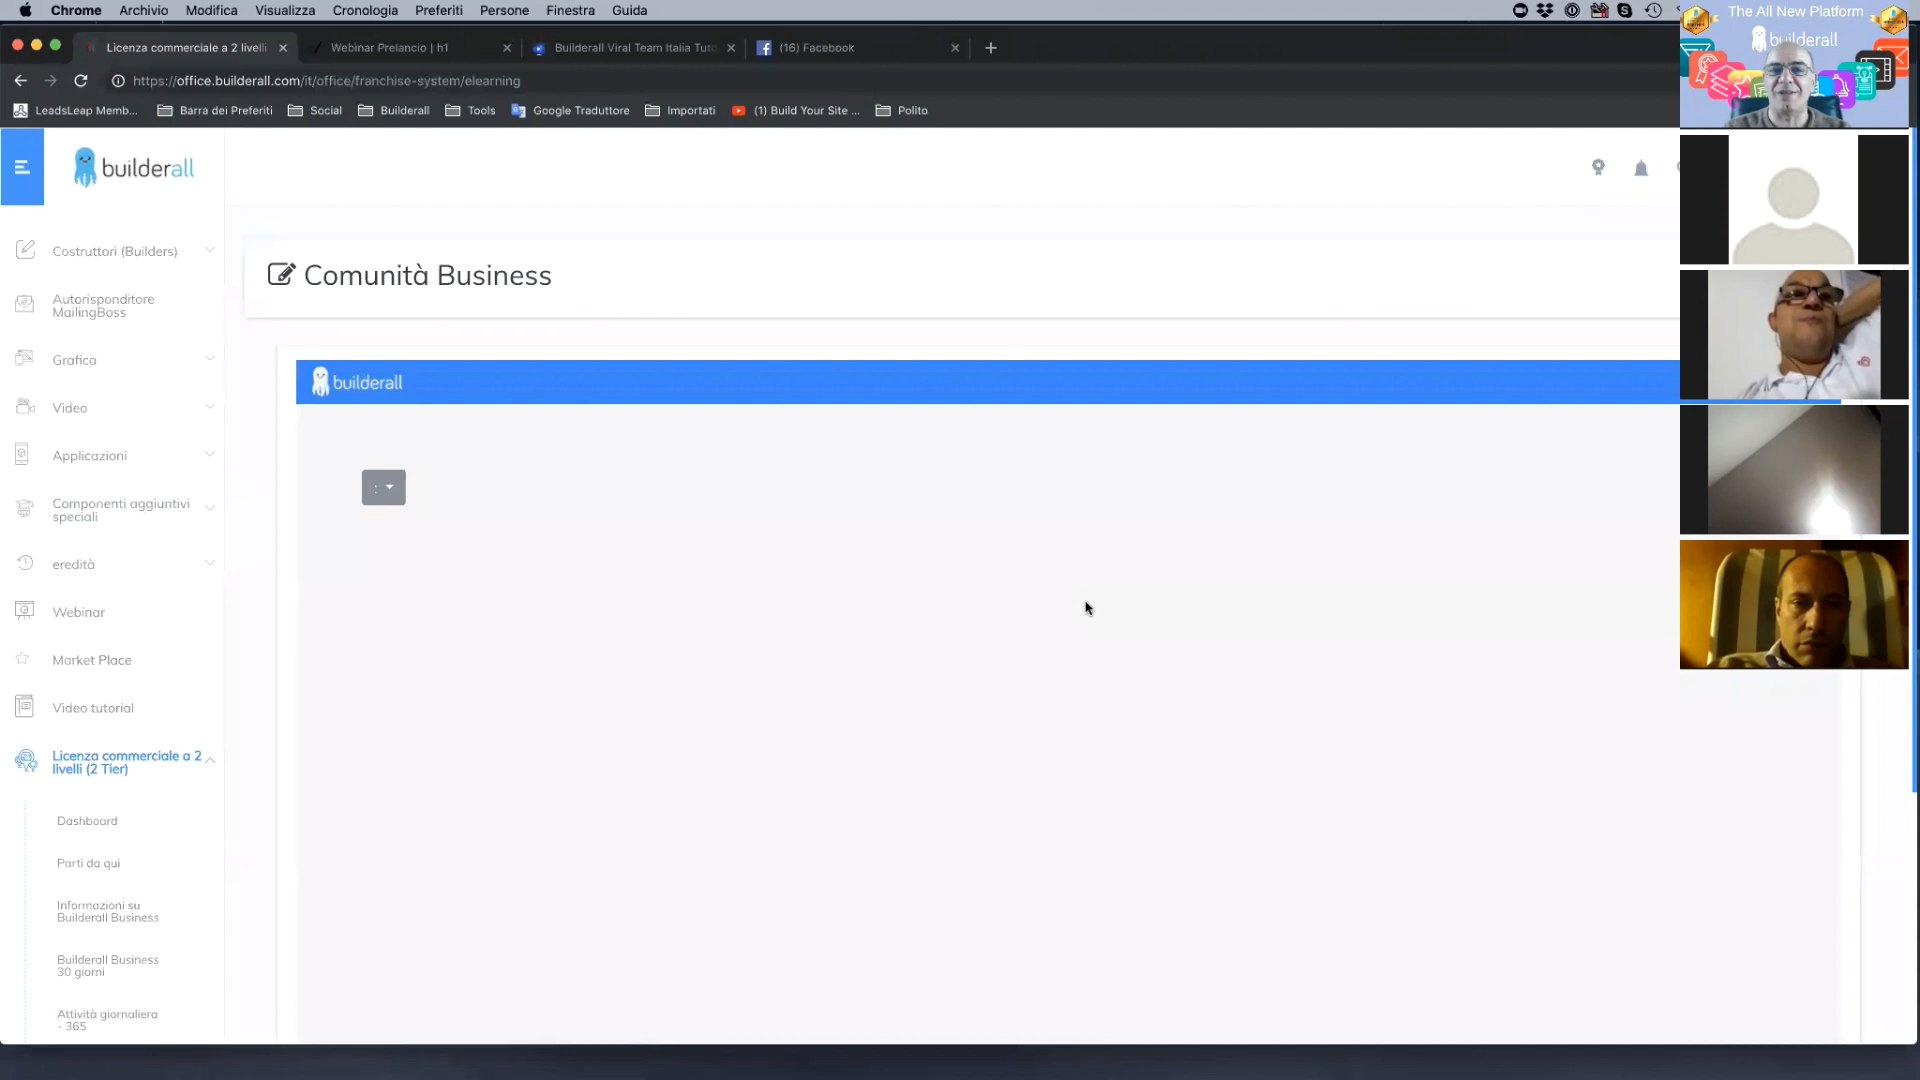 Chrome Archivio Modifica Visualizza Cronologia Preferiti Persone Finestra Guida
The All New Platform
builderall
Licenza commerciale a 2 livelli
Webinar Prelancio | h1
Builderall Viral Team Italia Tuto
(16) Facebook
https://office.builderall.com/it/office/franchise-system/elearning
LeadsLeap Memb...
Barra dei Preferiti
Social
Builderall
Tools
Google Traduttore
Importati
(1) Build Your Site ...
Polito
builderall
Costruttori (Builders)
Autorisponditore
MailingBoss
Grafica
Video
Applicazioni
Componenti aggiuntivi
speciali
eredità
Webinar
Market Place
Video tutorial
Licenza commerciale a 2
livelli (2 Tier)
Dashboard
Parti da qui
Informazioni su
Builderall Business
Builderall Business
30 giorni
Attività giornaliera
- 365
Comunità Business
builderall
: